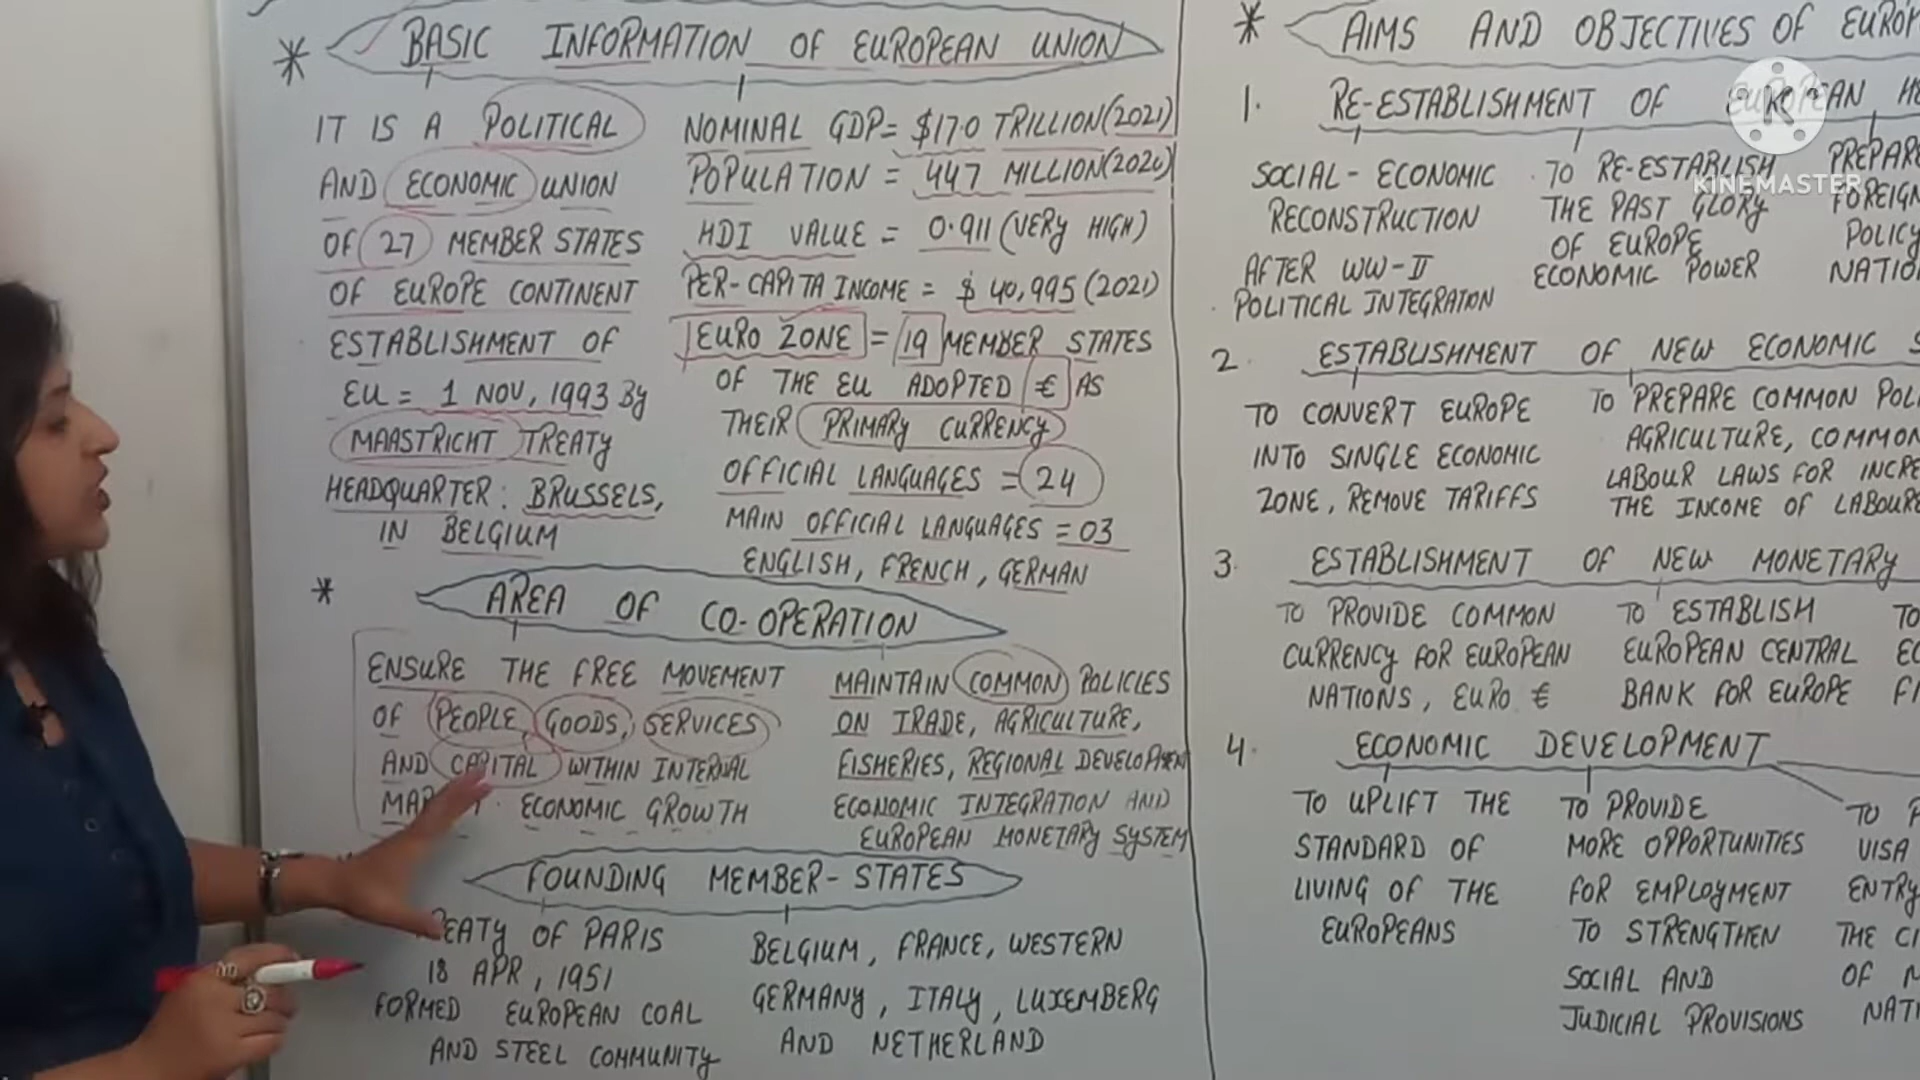 * BASIC INFORMATION OF EUROPEAN UNION
IT IS A POLITICAL
AND ECONOMIC UNION
OF 27 MEMBER STATES
OF EUROPE CONTINENT
ESTABLISHMENT OF
EU = 1 NOV, 1993 By
MAASTRICHT TREATY
HEADQUARTER: BRUSSELS,
IN BELGIUM
NOMINAL GDP = $17.0 TRILLION (2021)
POPULATION = 447 MILLION (2020)
HDI VALUE = 0.911 (VERY HIGH)
PER-CAPITA INCOME = $ 40,995 (2021)
EURO ZONE = 19 MEMBER STATES
OF THE EU ADOPTED € AS
THEIR PRIMARY CURRENCY
OFFICIAL LANGUAGES = 24
MAIN OFFICIAL LANGUAGES = 03
ENGLISH, FRENCH, GERMAN
* AREA OF CO-OPERATION
ENSURE THE FREE MOVEMENT
OF PEOPLE, GOODS, SERVICES
AND CAPITAL WITHIN INTERNAL
ECONOMIC GROWTH
MAINTAIN COMMON POLICIES
ON TRADE, AGRICULTURE,
FISHERIES, REGIONAL DEVELOPMENT
ECONOMIC INTEGRATION AND
EUROPEAN MONETARY SYSTEM
FOUNDING MEMBER-STATES
OF PARIS
18 APR, 1951
FORMED EUROPEAN COAL
AND STEEL COMMUNITY
BELGIUM, FRANCE, WESTERN
GERMANY, ITALY, LUXEMBERG
AND NETHERLAND
* AIMS AND OBJECTIVES OF
1. RE-ESTABLISHMENT OF EUROPEAN
SOCIAL-ECONOMIC
RECONSTRUCTION
AFTER WW-II
POLITICAL INTEGRATION
TO RE-ESTABLISH
THE PAST GLORY
OF EUROPE
ECONOMIC POWER
PREPARE
POLICY
KINEMASTER
2. ESTABLISHMENT OF NEW ECONOMIC
TO CONVERT EUROPE
INTO SINGLE ECONOMIC
ZONE, REMOVE TARIFFS
TO PREPARE COMMON
AGRICULTURE, COMMON
LABOUR LAWS FOR
THE INCOME OF
3. ESTABLISHMENT OF NEW MONETARY
TO PROVIDE COMMON
CURRENCY FOR EUROPEAN
NATIONS, EURO €
TO ESTABLISH
EUROPEAN CENTRAL
BANK FOR EUROPE
TO
4. ECONOMIC DEVELOPMENT
TO UPLIFT THE
STANDARD OF
LIVING OF THE
EUROPEANS
TO PROVIDE
MORE OPPORTUNITIES
FOR EMPLOYMENT
TO STRENGTHEN
SOCIAL AND
JUDICIAL PROVISIONS
TO
VISA
ENTRY
THE
OF